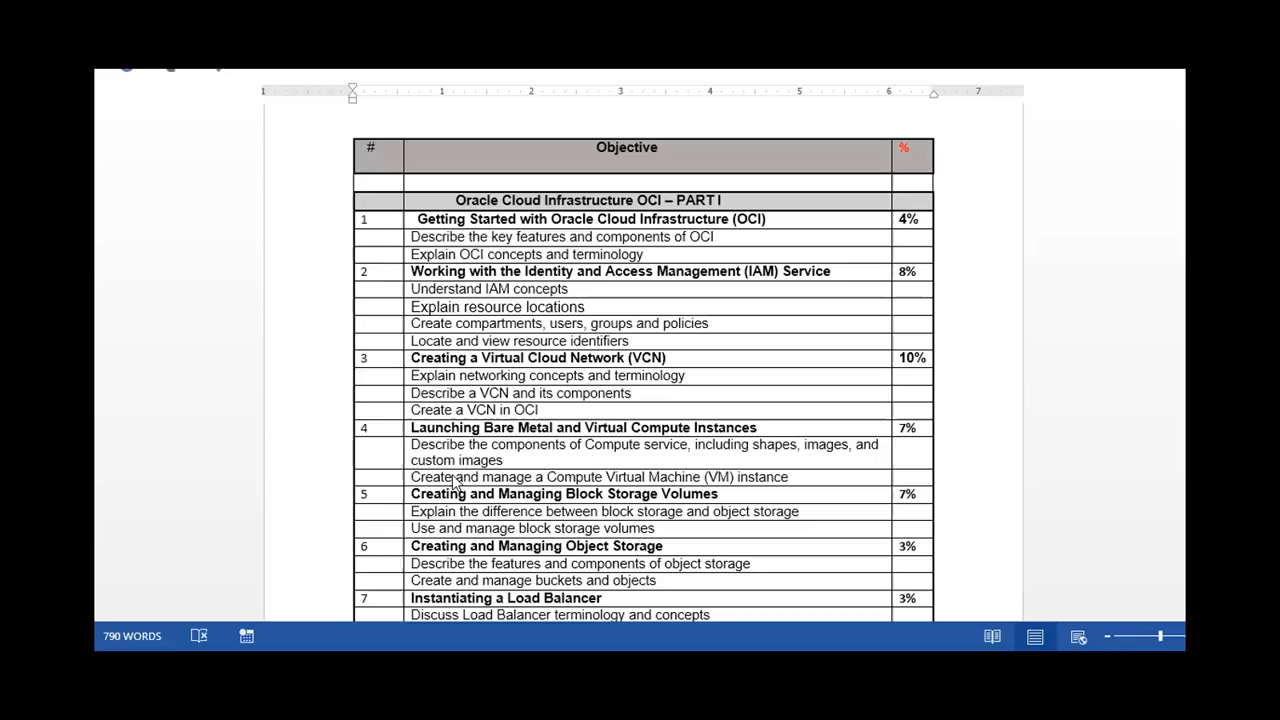 1 1 2 3 4 5 6 7
# Objective %
Oracle Cloud Infrastructure OCI – PART I
1 Getting Started with Oracle Cloud Infrastructure (OCI) 4%
Describe the key features and components of OCI
Explain OCI concepts and terminology
2 Working with the Identity and Access Management (IAM) Service 8%
Understand IAM concepts
Explain resource locations
Create compartments, users, groups and policies
Locate and view resource identifiers
3 Creating a Virtual Cloud Network (VCN) 10%
Explain networking concepts and terminology
Describe a VCN and its components
Create a VCN in OCI
4 Launching Bare Metal and Virtual Compute Instances 7%
Describe the components of Compute service, including shapes, images, and
custom images
Create and manage a Compute Virtual Machine (VM) instance
5 Creating and Managing Block Storage Volumes 7%
Explain the difference between block storage and object storage
Use and manage block storage volumes
6 Creating and Managing Object Storage 3%
Describe the features and components of object storage
Create and manage buckets and objects
7 Instantiating a Load Balancer 3%
Discuss Load Balancer terminology and concepts
790 WORDS